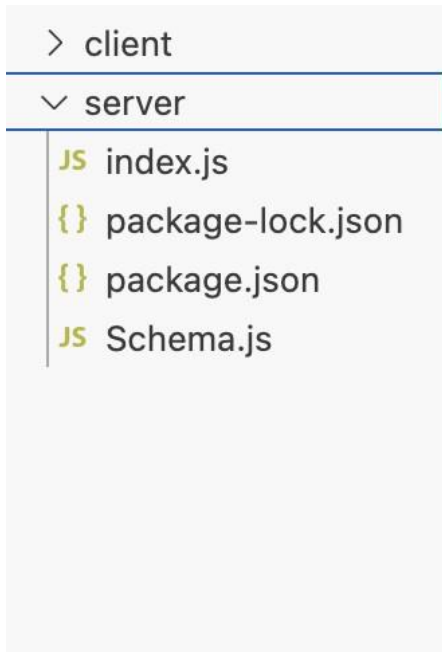 client
server
JS index.js
{} package-lock.json
{} package.json
JS Schema.js